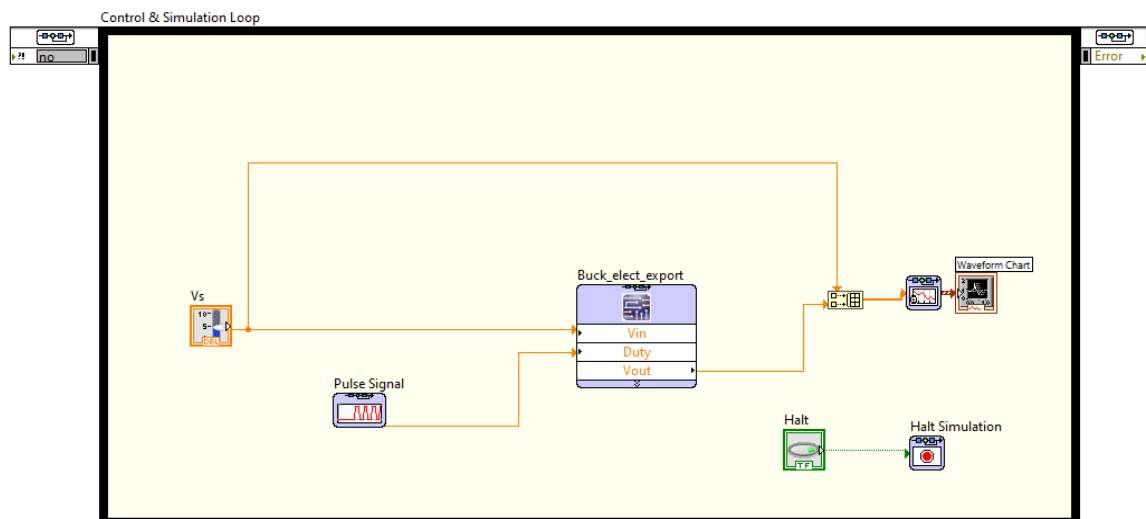 Control & Simulation Loop
?!
no
Error
Buck_elect_export
Vin
Duty
Vout
Vs
10-
5-
DBL
Pulse Signal
Waveform Chart
Halt
TF
Halt Simulation